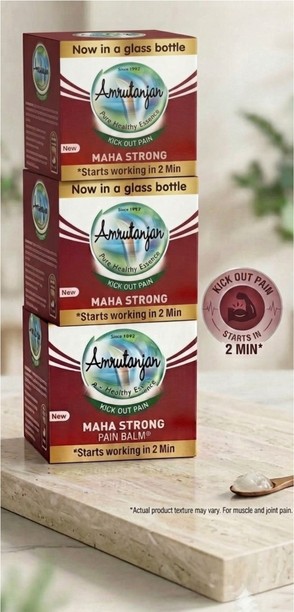 Now in a glass bottle
Since 1893
Amrutanjan
Pure Healthy Essence
KICK OUT PAIN
New
MAHA STRONG
*Starts working in 2 Min
Now in a glass bottle
Since 1893
Amrutanjan
Pure Healthy Essence
KICK OUT PAIN
New
MAHA STRONG
*Starts working in 2 Min
KICK OUT PAIN
STARTS IN
2 MIN*
Since 1893
Amrutanjan
Healthy Essence
KICK OUT PAIN
New
MAHA STRONG
PAIN BALM®
*Starts working in 2 Min
*Actual product texture may vary. For muscle and joint pain.